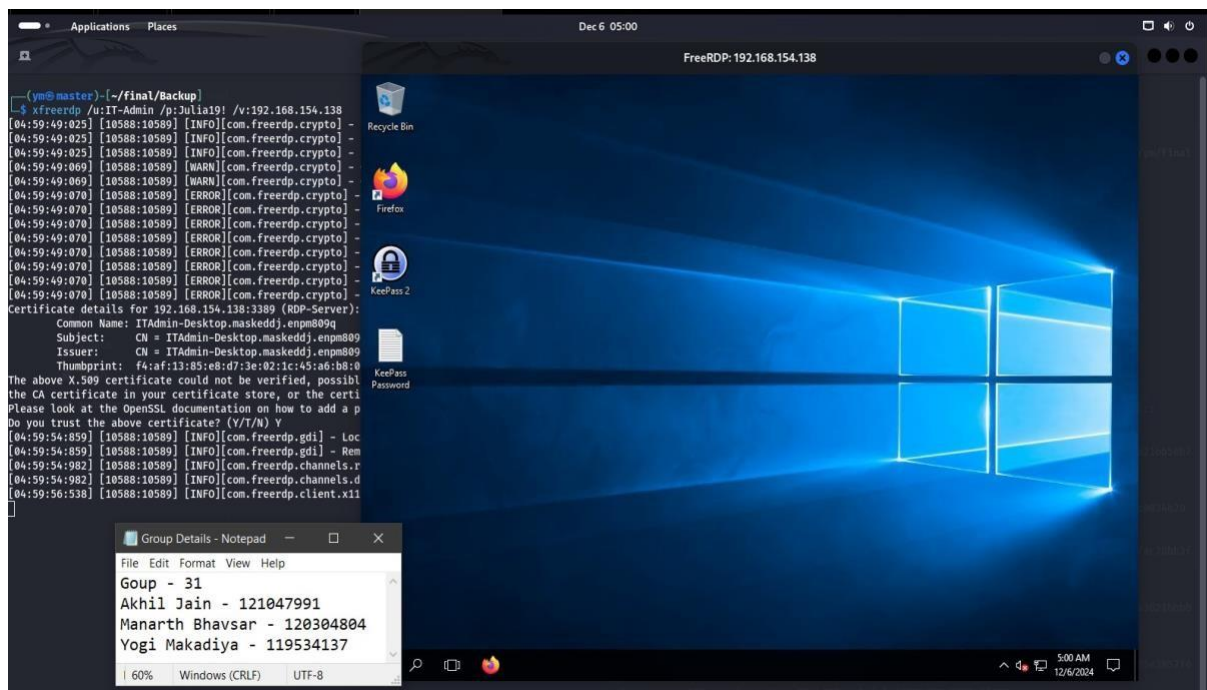 Applications Places
Dec 6 05:00
FreeRDP: 192.168.154.138
(ym㉿master)-[~/final/Backup]
$ xfreerdp /u:IT-Admin /p:Julia19! /v:192.168.154.138
[04:59:49:025] [10588:10589] [INFO][com.freerdp.crypto] -
[04:59:49:025] [10588:10589] [INFO][com.freerdp.crypto] -
[04:59:49:025] [10588:10589] [INFO][com.freerdp.crypto] -
[04:59:49:069] [10588:10589] [WARN][com.freerdp.crypto] -
[04:59:49:069] [10588:10589] [WARN][com.freerdp.crypto] -
[04:59:49:070] [10588:10589] [ERROR][com.freerdp.crypto] -
[04:59:49:070] [10588:10589] [ERROR][com.freerdp.crypto] -
[04:59:49:070] [10588:10589] [ERROR][com.freerdp.crypto] -
[04:59:49:070] [10588:10589] [ERROR][com.freerdp.crypto] -
[04:59:49:070] [10588:10589] [ERROR][com.freerdp.crypto] -
[04:59:49:070] [10588:10589] [ERROR][com.freerdp.crypto] -
[04:59:49:070] [10588:10589] [ERROR][com.freerdp.crypto] -
[04:59:49:070] [10588:10589] [ERROR][com.freerdp.crypto] -
Certificate details for 192.168.154.138:3389 (RDP-Server):
Common Name: ITAdmin-Desktop.maskeddj.enpm809q
Subject: CN = ITAdmin-Desktop.maskeddj.enpm809
Issuer: CN = ITAdmin-Desktop.maskeddj.enpm809
Thumbprint: f4:af:13:85:e8:d7:3e:02:1c:45:a6:b8:0
The above X.509 certificate could not be verified, possibl
the CA certificate in your certificate store, or the certi
Please look at the OpenSSL documentation on how to add a p
Do you trust the above certificate? (Y/T/N) Y
[04:59:54:859] [10588:10589] [INFO][com.freerdp.gdi] - Loc
[04:59:54:859] [10588:10589] [INFO][com.freerdp.gdi] - Rem
[04:59:54:982] [10588:10589] [INFO][com.freerdp.channels.r
[04:59:54:982] [10588:10589] [INFO][com.freerdp.channels.d
[04:59:56:538] [10588:10589] [INFO][com.freerdp.client.x11
Recycle Bin
Firefox
KeePass 2
KeePass
Password
Group Details - Notepad
File Edit Format View Help
Goup - 31
Akhil Jain - 121047991
Manarth Bhavsar - 120304804
Yogi Makadiya - 119534137
60% Windows (CRLF) UTF-8
5:00 AM
12/6/2024